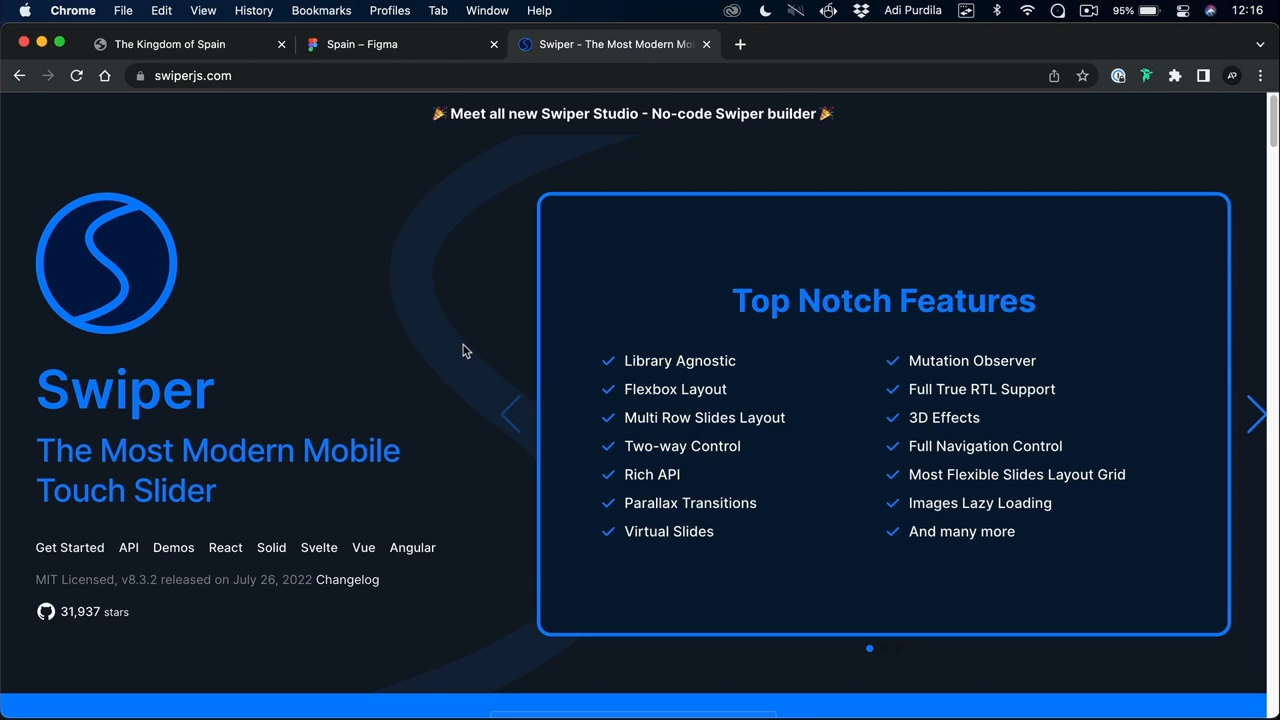 Chrome File Edit View History Bookmarks Profiles Tab Window Help 95% Adi Purdila 12:16
The Kingdom of Spain
Spain – Figma
Swiper - The Most Modern Mo
swiperjs.com
🎉 Meet all new Swiper Studio - No-code Swiper builder 🎉
Swiper
The Most Modern Mobile
Touch Slider
Get Started API Demos React Solid Svelte Vue Angular
MIT Licensed, v8.3.2 released on July 26, 2022 Changelog
31,937 stars
Top Notch Features
Library Agnostic
Flexbox Layout
Multi Row Slides Layout
Two-way Control
Rich API
Parallax Transitions
Virtual Slides
Mutation Observer
Full True RTL Support
3D Effects
Full Navigation Control
Most Flexible Slides Layout Grid
Images Lazy Loading
And many more